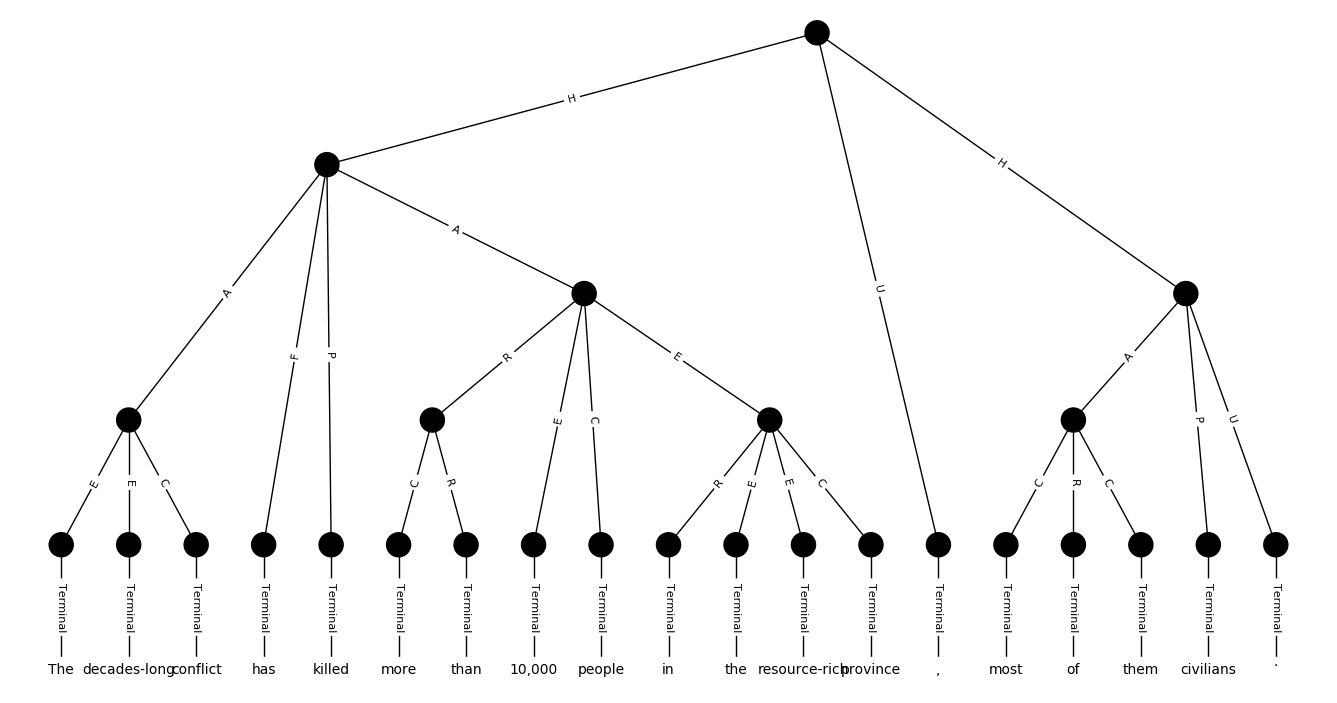 H
H
A
A
U
F
P
R
E
C
E
A
P
U
E
E
C
C
R
R
E
E
C
C
R
C
Terminal Terminal Terminal Terminal Terminal Terminal Terminal Terminal Terminal Terminal Terminal Terminal Terminal Terminal Terminal Terminal Terminal Terminal Terminal
The decades-long conflict has killed more than 10,000 people in the resource-rich province , most of them civilians .